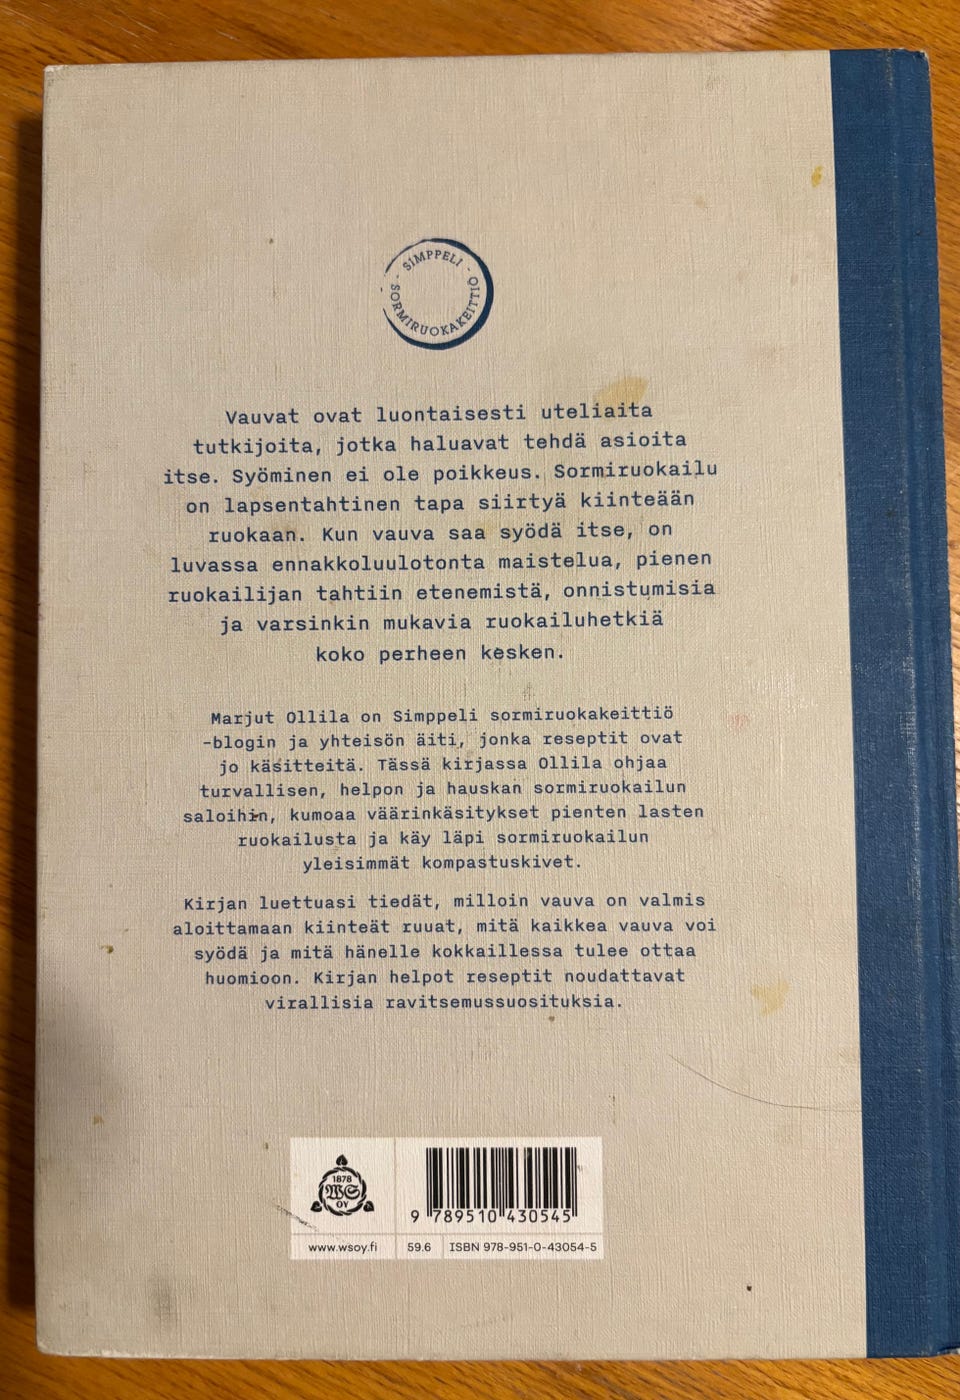 SIMPPELI - SORMIRUOKAKEITTIÖ -
Vauvat ovat luontaisesti uteliaita
tutkijoita, jotka haluavat tehdä asioita
itse. Syöminen ei ole poikkeus. Sormiruokailu
on lapsentahtinen tapa siirtyä kiinteään
ruokaan. Kun vauva saa syödä itse, on
luvassa ennakkoluulotonta maistelua, pienen
ruokailijan tahtiin etenemistä, onnistumisia
ja varsinkin mukavia ruokailuhetkiä
koko perheen kesken.
Marjut Ollila on Simppeli sormiruokakeittiö
-blogin ja yhteisön äiti, jonka reseptit ovat
jo käsitteitä. Tässä kirjassa Ollila ohjaa
turvallisen, helpon ja hauskan sormiruokailun
saloihin, kumoaa väärinkäsitykset pienten lasten
ruokailusta ja käy läpi sormiruokailun
yleisimmät kompastuskivet.
Kirjan luettuasi tiedät, milloin vauva on valmis
aloittamaan kiinteät ruuat, mitä kaikkea vauva voi
syödä ja mitä hänelle kokkaillessa tulee ottaa
huomioon. Kirjan helpot reseptit noudattavat
virallisia ravitsemussuosituksia.
1878
WS
OY
9 789510 430545
www.wsoy.fi 59.6 ISBN 978-951-0-43054-5